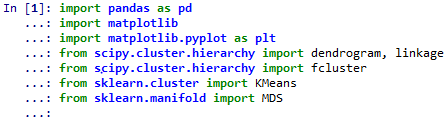 In [1]: import pandas as pd
   ...: import matplotlib
   ...: import matplotlib.pyplot as plt
   ...: from scipy.cluster.hierarchy import dendrogram, linkage
   ...: from scipy.cluster.hierarchy import fcluster
   ...: from sklearn.cluster import KMeans
   ...: from sklearn.manifold import MDS
   ...: